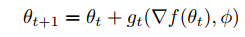 θ_{t+1} = θ_t + g_t(∇f(θ_t), ϕ)